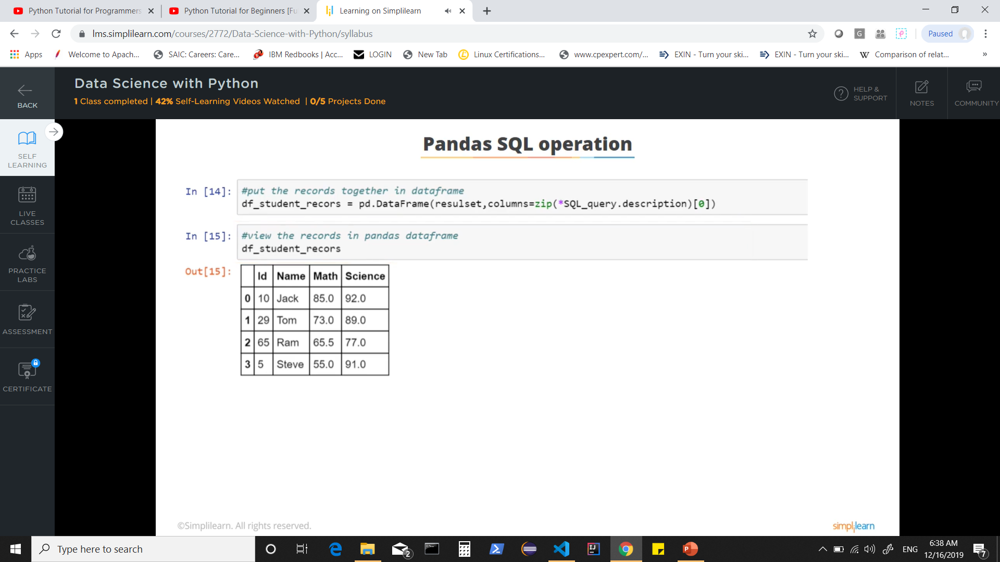 Python Tutorial for Programmers
Python Tutorial for Beginners [Fu
Learning on Simplilearn
lms.simplilearn.com/courses/2772/Data-Science-with-Python/syllabus
G
Paused
Apps
Welcome to Apach...
SAIC: Careers: Care...
IBM Redbooks | Acc...
LOGIN
New Tab
Linux Certifications...
www.cpexpert.com/...
EXIN - Turn your ski...
EXIN - Turn your ski...
W Comparison of relat...
»
BACK
Data Science with Python
1 Class completed | 42% Self-Learning Videos Watched | 0/5 Projects Done
HELP &
SUPPORT
NOTES
COMMUNITY
SELF
LEARNING
LIVE
CLASSES
PRACTICE
LABS
ASSESSMENT
CERTIFICATE
Pandas SQL operation
In [14]: #put the records together in dataframe
df_student_recors = pd.DataFrame(resulset,columns=zip(*SQL_query.description)[0])
In [15]: #view the records in pandas dataframe
df_student_recors
Out[15]:
Id Name Math Science
0 10 Jack 85.0 92.0
1 29 Tom 73.0 89.0
2 65 Ram 65.5 77.0
3 5 Steve 55.0 91.0
©Simplilearn. All rights reserved.
simplilearn
Type here to search
2
IJ
P
ENG
6:38 AM
12/16/2019
7